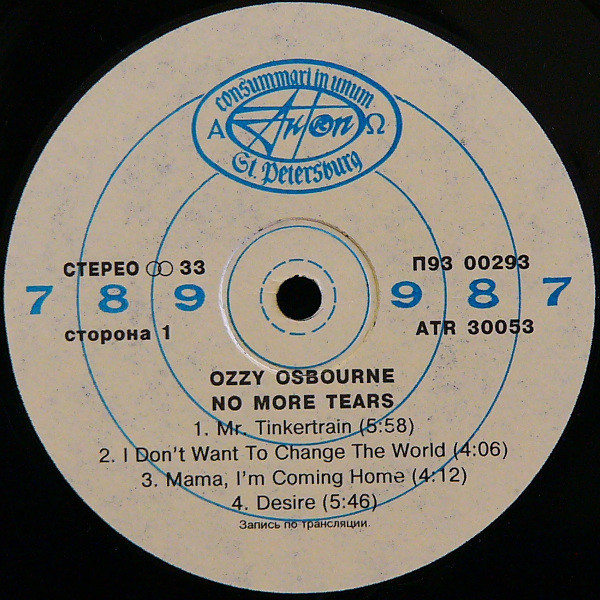 consummari in unum
А Антон Ω
St. Petersburg
СТЕРЕО 33
П93 00293
7 8 9 9 8 7
сторона 1
ATR 30053
OZZY OSBOURNE
NO MORE TEARS
1. Mr. Tinkertrain (5:58)
2. I Don't Want To Change The World (4:06)
3. Mama, I'm Coming Home (4:12)
4. Desire (5:46)
Запись по трансляции.